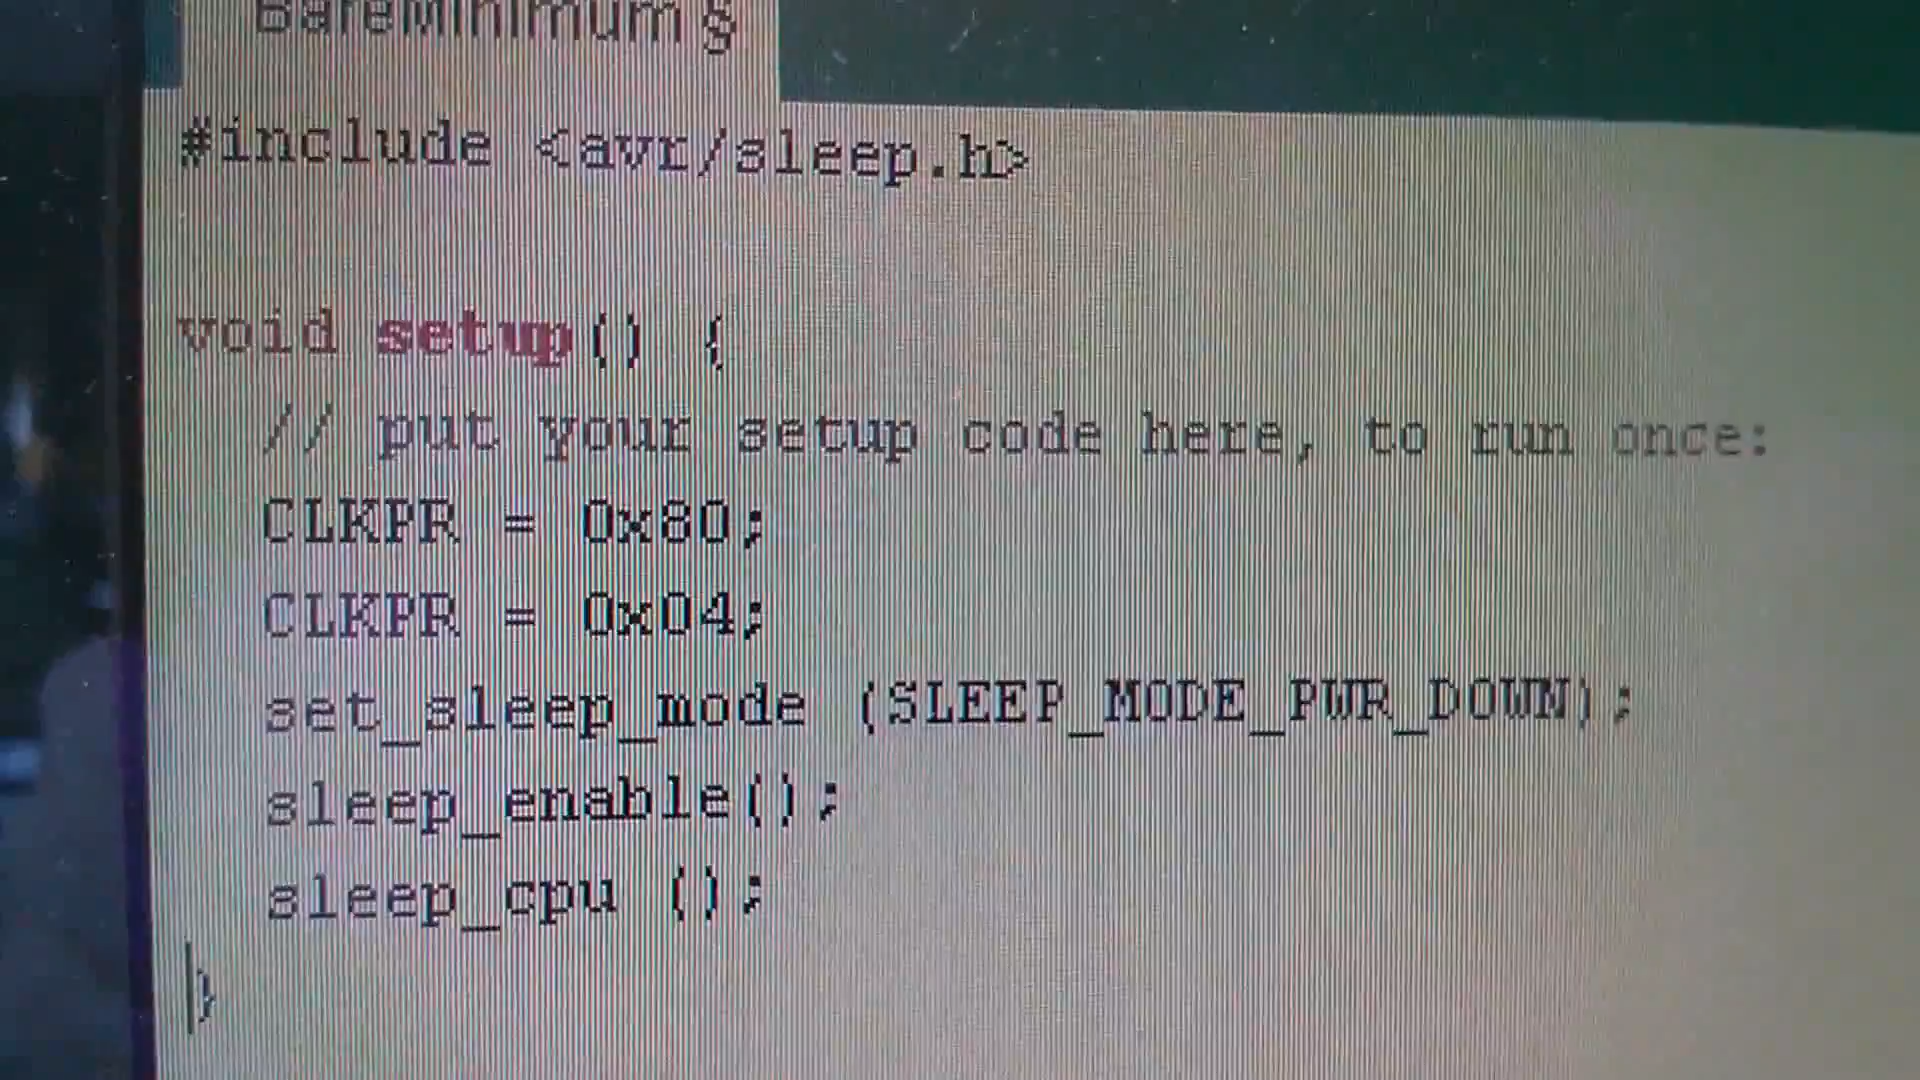 BareMinimum §
#include <avr/sleep.h>
void setup() {
// put your setup code here, to run once:
CLKPR = 0x80;
CLKPR = 0x04;
set_sleep_mode (SLEEP_MODE_PWR_DOWN);
sleep_enable();
sleep_cpu ();
}